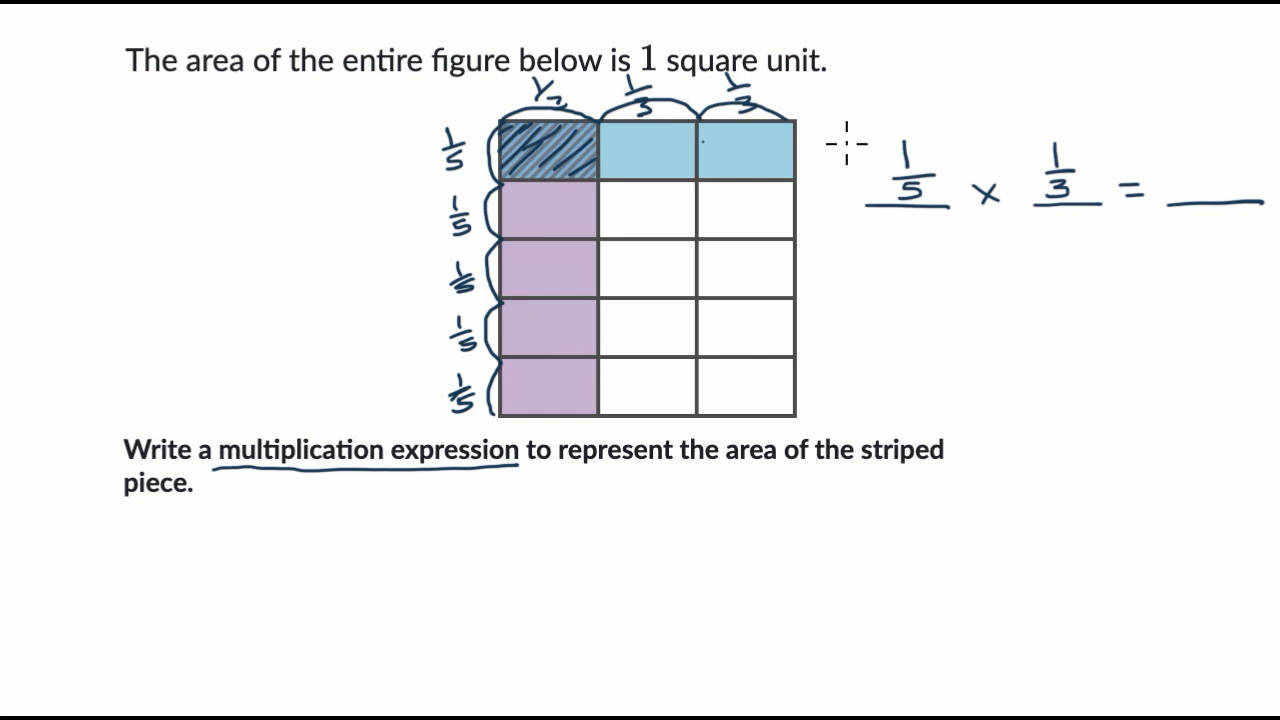 The area of the entire figure below is 1 square unit.
1/3 1/3
1/5
1/5
1/5
1/5
1/5
1/5 × 1/3 = ____
Write a multiplication expression to represent the area of the striped
piece.